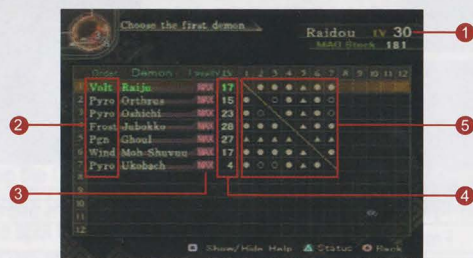 Choose the first demon
Raidou LV 30
MAG Stock 181
Order Demon Loyalty LV 1 2 3 4 5 6 7 8 9 10 11 12
1 Volt Raiju MAX 17
2 Pyro Orthrus MAX 15
3 Pyro Oshichi MAX 23
4 Frost Jubokko MAX 28
5 Pgn Ghoul MAX 27
6 Wind Moh Shuvuu MAX 17
7 Pyro Ukobach MAX 4
8
9
10
11
12
Show/Hide Help Status Back
1
2
3
4
5